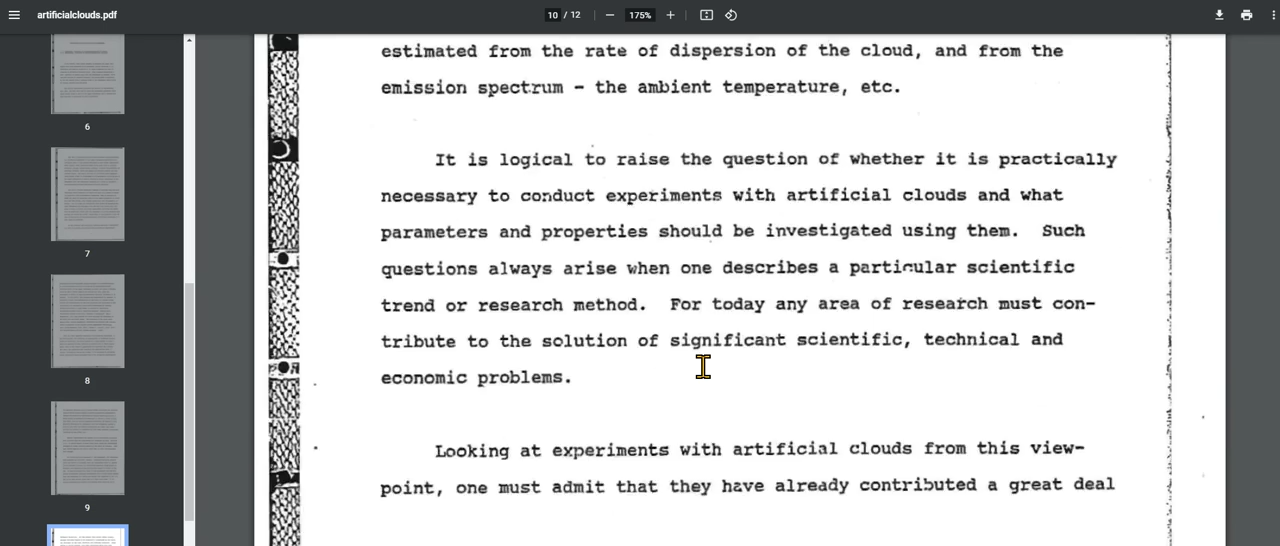 artificialclouds.pdf
10 / 12
175%
6
7
8
9
estimated from the rate of dispersion of the cloud, and from the
emission spectrum - the ambient temperature, etc.
It is logical to raise the question of whether it is practically
necessary to conduct experiments with artificial clouds and what
parameters and properties should be investigated using them. Such
questions always arise when one describes a particular scientific
trend or research method. For today any area of research must con-
tribute to the solution of significant scientific, technical and
economic problems.
Looking at experiments with artificial clouds from this view-
point, one must admit that they have already contributed a great deal